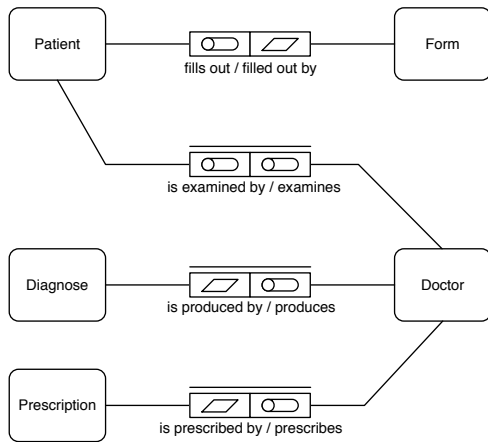 Patient
Form
fills out / filled out by
is examined by / examines
Diagnose
Doctor
is produced by / produces
Prescription
is prescribed by / prescribes